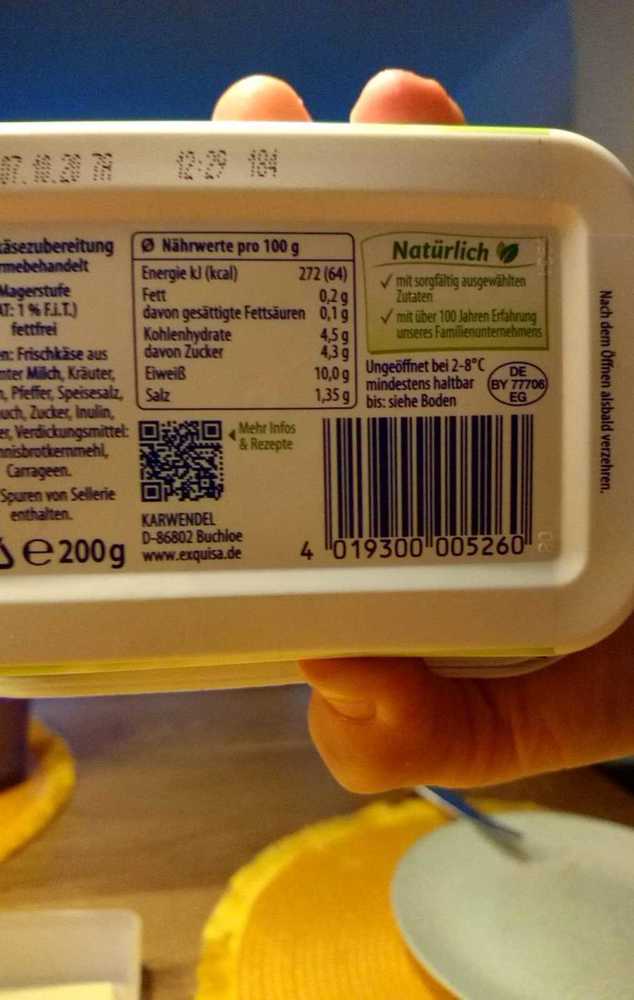 07.10.20 7A 12:29 184
käsezubereitung
rmebehandelt
Magerstufe
AT: 1 % F.i.T.)
fettfrei
en: Frischkäse aus
nter Milch, Kräuter,
n, Pfeffer, Speisesalz,
uch, Zucker, Inulin,
er, Verdickungsmittel:
nnisbrotkernmehl,
Carrageen.
Spuren von Sellerie
enthalten.
e 200g
Ø Nährwerte pro 100 g
Energie kJ (kcal) 272 (64)
Fett 0,2 g
davon gesättigte Fettsäuren 0,1 g
Kohlenhydrate 4,5 g
davon Zucker 4,3 g
Eiweiß 10,0 g
Salz 1,35 g
Mehr Infos
& Rezepte
KARWENDEL
D-86802 Buchloe
www.exquisa.de
Natürlich
✓ mit sorgfältig ausgewählten
Zutaten
✓ mit über 100 Jahren Erfahrung
unseres Familienunternehmens
Ungeöffnet bei 2-8°C
mindestens haltbar
bis: siehe Boden
DE
BY 77706
EG
4 019300 005260
Nach dem Öffnen alsbald verzehren.